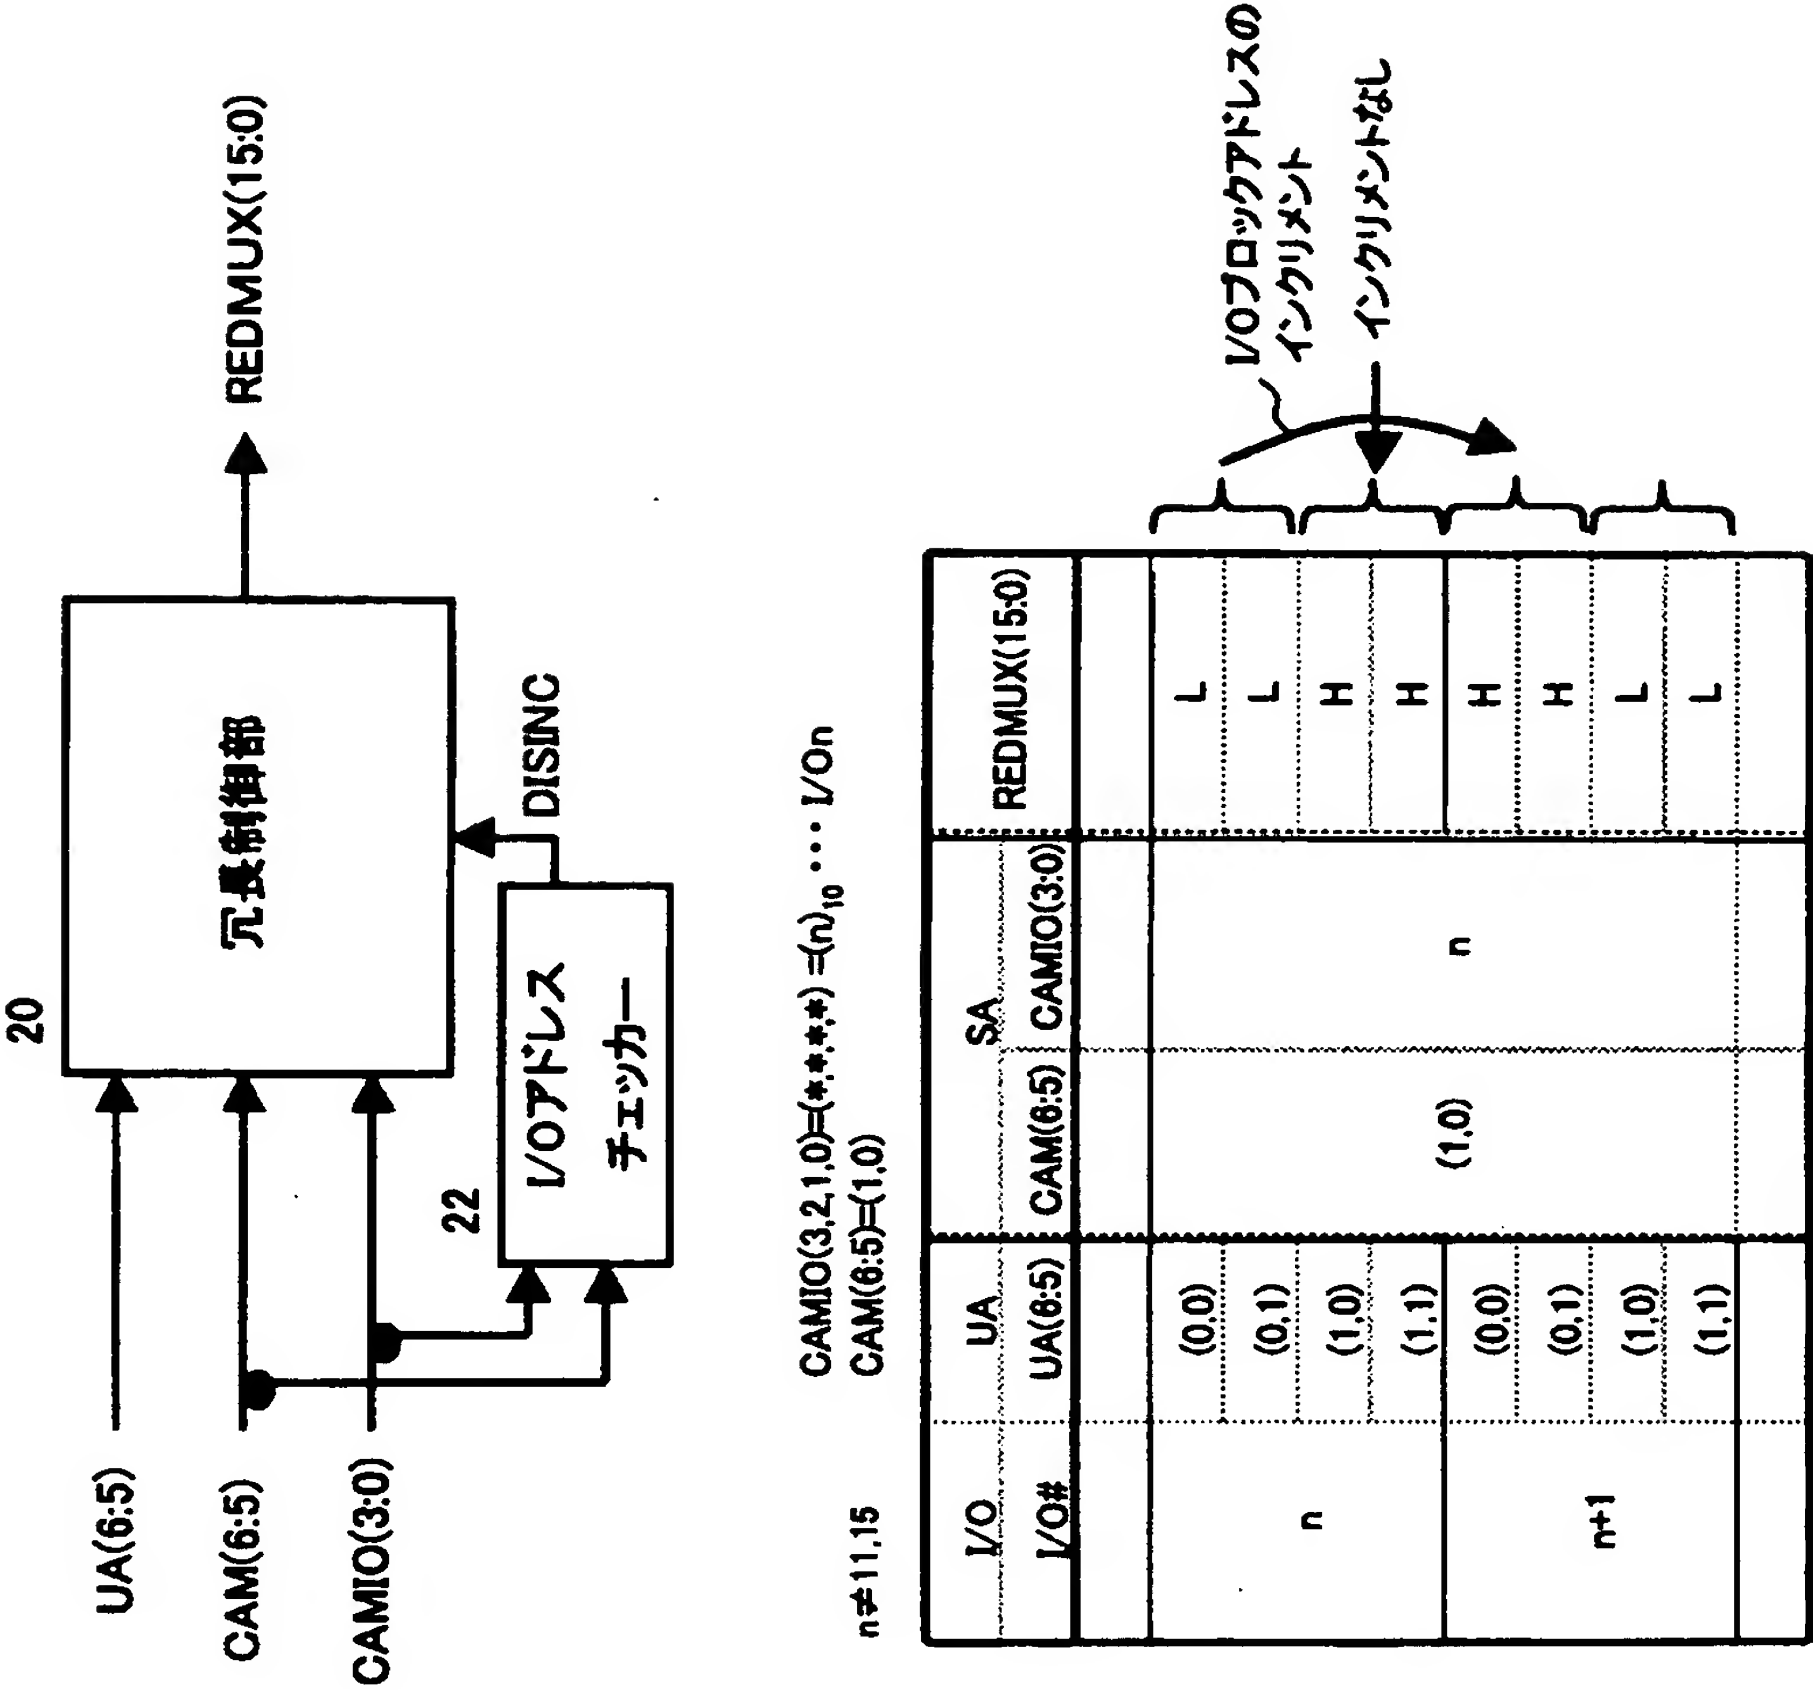 20
UA(6:5)
CAM(6:5)
CAMIO(3:0)
冗長制御部
REDMUX(15:0)
22
I/Oアドレス
チェッカー
DISINC
CAMIO(3,2,1,0)=(*,*,*,*) =(n)10 ••• I/On
n≠11,15 CAM(6:5)=(1,0)
I/O UA SA REDMUX(15:0)
I/O# UA(6:5) CAM(6:5) CAMIO(3:0)
n (0,0) (1,0) n L
(0,1) L
(1,0) H
(1,1) H
n+1 (0,0) H
(0,1) H
(1,0) L
(1,1) L
I/Oブロックアドレスの
インクリメント
インクリメントなし